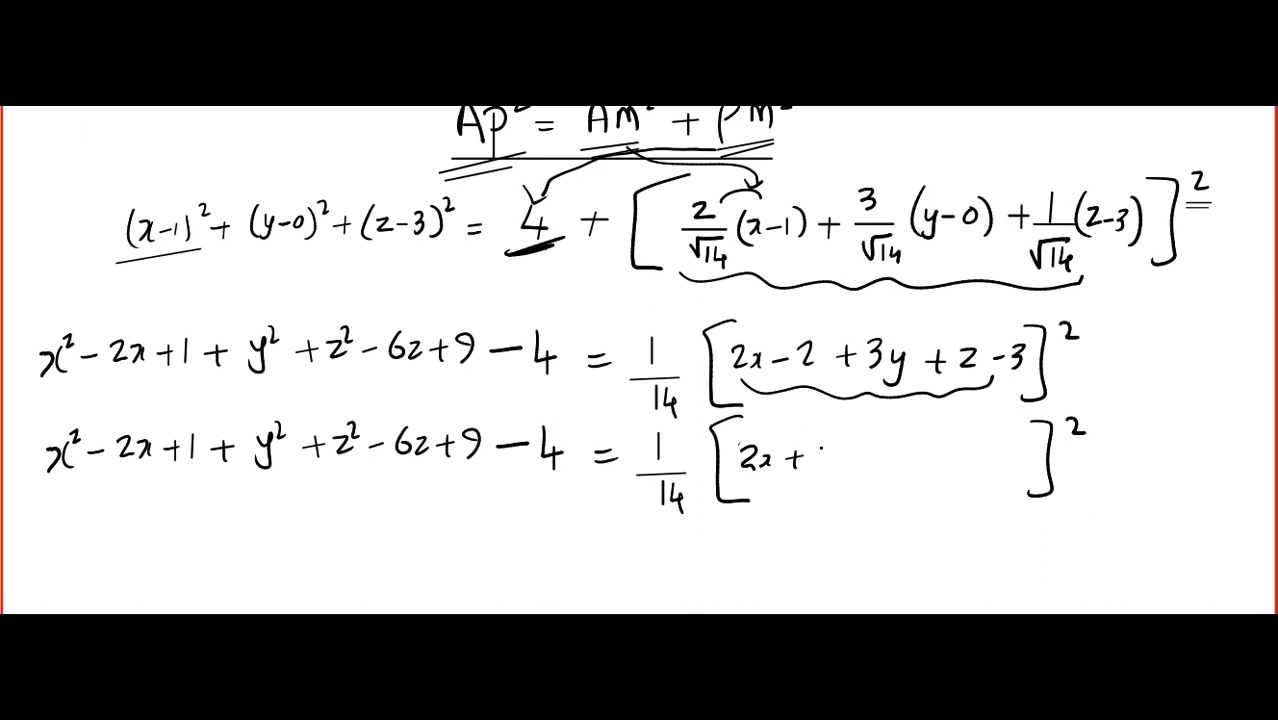 AP² = AM² + PM²
(x-1)² + (y-0)² + (z-3)² = 4 + [2/√14 (x-1) + 3/√14 (y-0) + 1/√14 (z-3)]²
x² - 2x + 1 + y² + z² - 6z + 9 - 4 = 1/14 [2x - 2 + 3y + z - 3]²
x² - 2x + 1 + y² + z² - 6z + 9 - 4 = 1/14 [2x + ]²